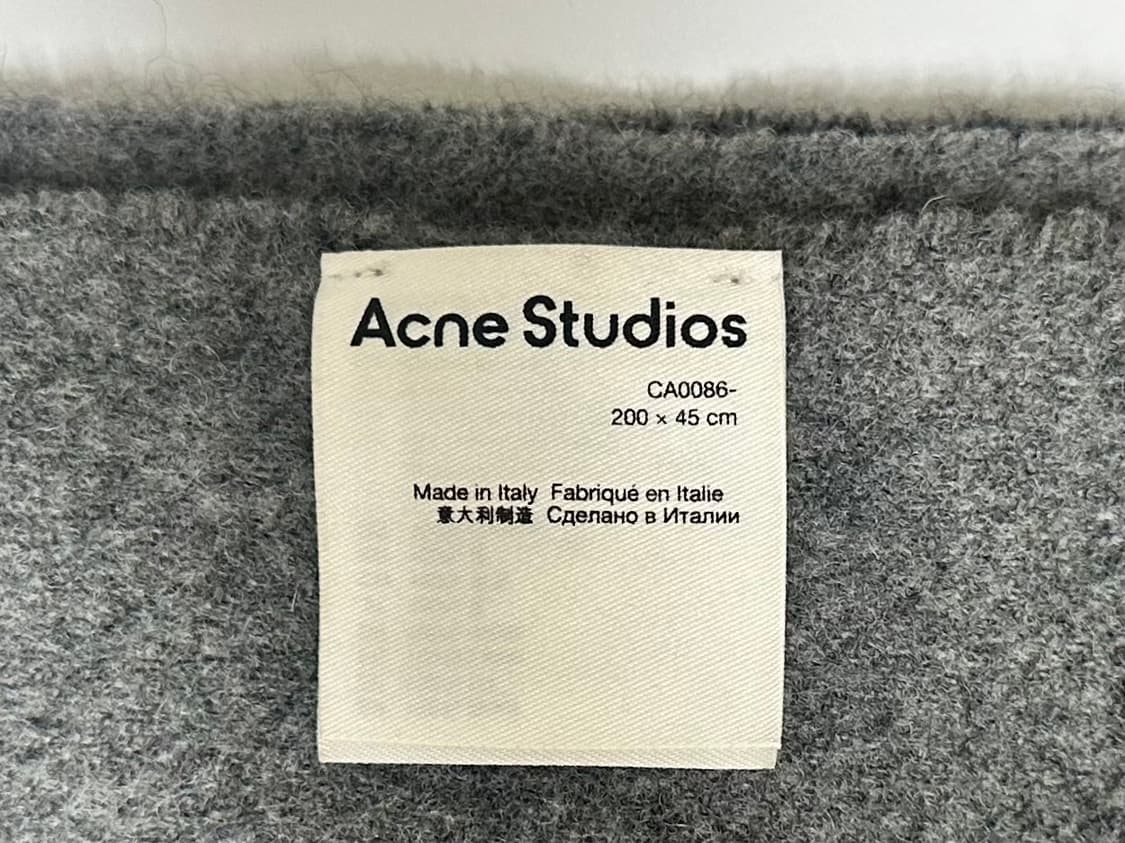 Acne Studios
CA0086-
200 × 45 cm
Made in Italy Fabriqué en Italie
意大利制造 Сделано в Италии